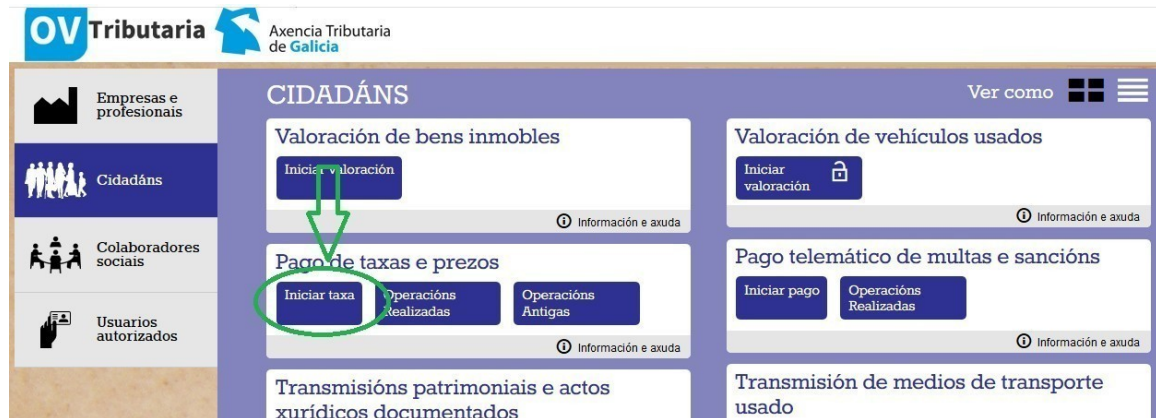 OV Tributaria
Axencia Tributaria
de Galicia
Empresas e
profesionais
Cidadáns
Colaboradores
sociais
Usuarios
autorizados
CIDADÁNS
Ver como
Valoración de bens inmobles
Iniciar valoración
Información e axuda
Valoración de vehículos usados
Iniciar
valoración
Información e axuda
Pago de taxas e prezos
Iniciar taxa
Operacións
Realizadas
Operacións
Antigas
Información e axuda
Pago telemático de multas e sancións
Iniciar pago
Operacións
Realizadas
Información e axuda
Transmisións patrimoniais e actos
xurídicos documentados
Transmisión de medios de transporte
usado